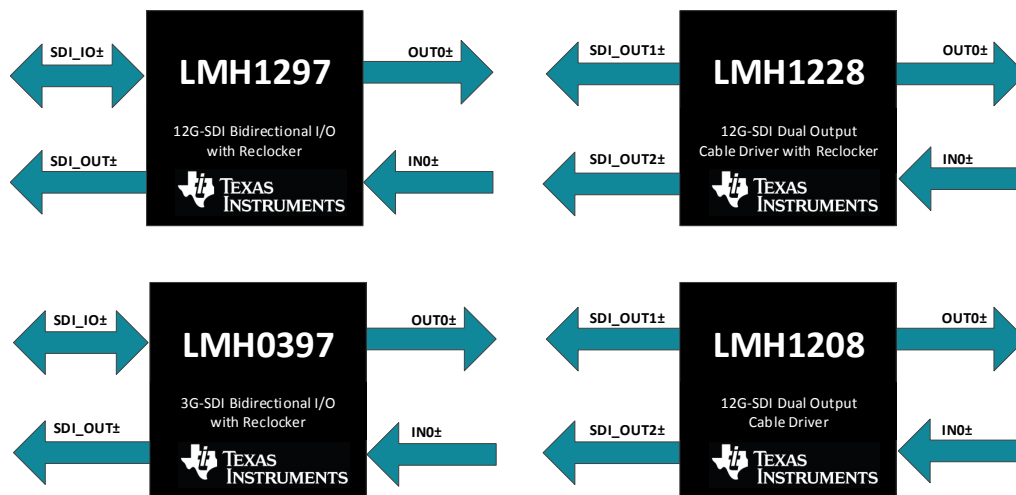 SDI_IO±
OUT0±
LMH1297
12G-SDI Bidirectional I/O
with Reclocker
SDI_OUT±
IN0±
TEXAS
INSTRUMENTS
SDI_OUT1±
OUT0±
LMH1228
12G-SDI Dual Output
Cable Driver with Reclocker
SDI_OUT2±
IN0±
TEXAS
INSTRUMENTS
SDI_IO±
OUT0±
LMH0397
3G-SDI Bidirectional I/O
with Reclocker
SDI_OUT±
IN0±
TEXAS
INSTRUMENTS
SDI_OUT1±
OUT0±
LMH1208
12G-SDI Dual Output
Cable Driver
SDI_OUT2±
IN0±
TEXAS
INSTRUMENTS